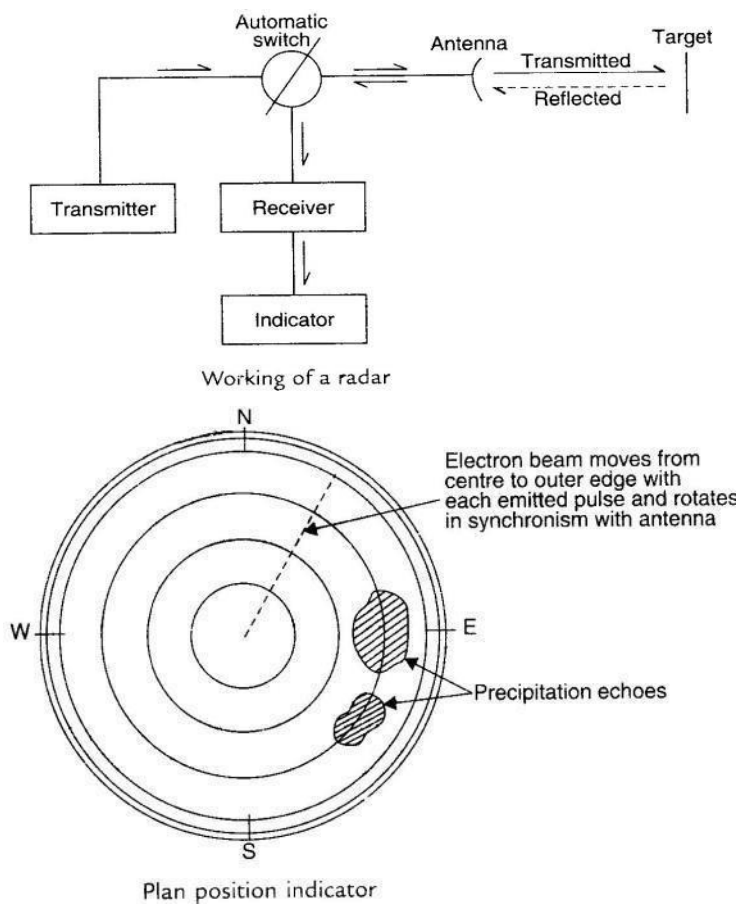 Automatic
switch
Antenna
Target
Transmitted
Reflected
Transmitter
Receiver
Indicator
Working of a radar
N
Electron beam moves from
centre to outer edge with
each emitted pulse and rotates
in synchronism with antenna
W
E
Precipitation echoes
S
Plan position indicator